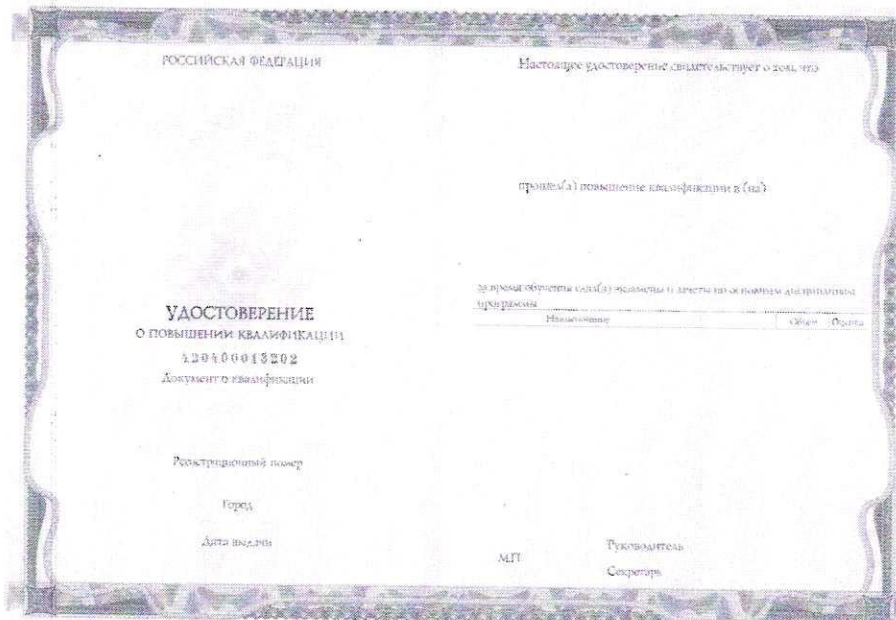 РОССИЙСКАЯ ФЕДЕРАЦИЯ
УДОСТОВЕРЕНИЕ
О ПОВЫШЕНИИ КВАЛИФИКАЦИИ
420400013202
Документ о квалификации
Регистрационный номер
Город
Дата выдачи
Настоящее удостоверение свидетельствует о том, что
прошел(а) повышение квалификации в (на)
за время обучения сдал(а) экзамены и зачеты по основным дисциплинам
программы
Наименование Объем Оценка
М.П.
Руководитель
Секретарь